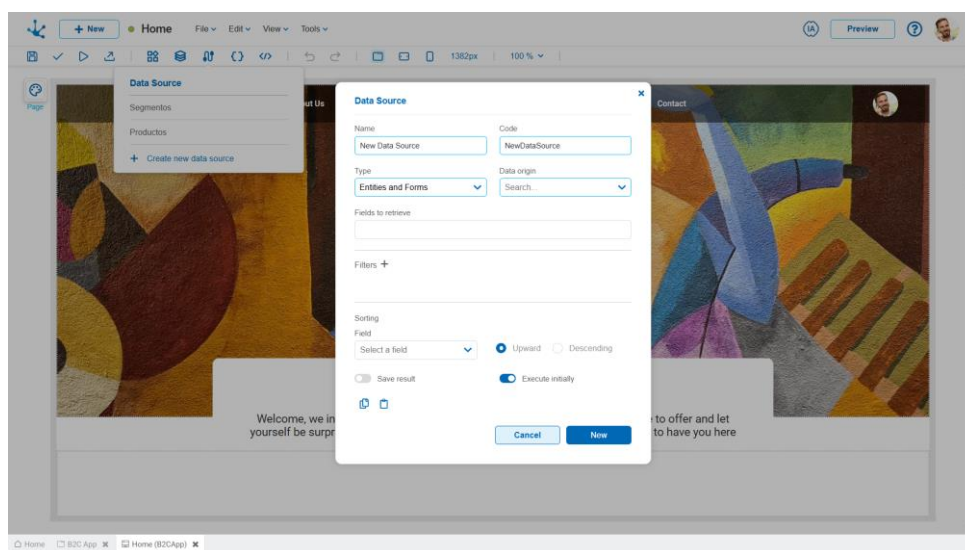 + New
Home
File
Edit
View
Tools
IA
Preview
?
1382px
100 %
Page
Data Source
Segmentos
Productos
+ Create new data source
ut Us
Contact
Data Source
Name
Code
New Data Source
NewDataSource
Type
Data origin
Entities and Forms
Search...
Fields to retrieve
Filters +
Sorting
Field
Select a field
Upward
Descending
Save result
Execute initially
Cancel
New
Welcome, we in
to offer and let
yourself be surpr
to have you here
Home
B2C App
Home (B2CApp)